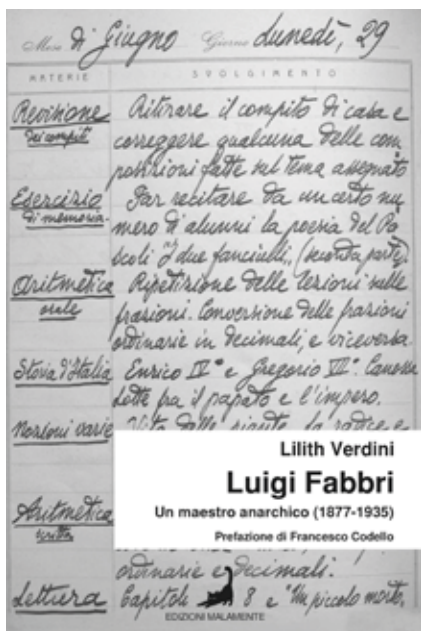 Mese di Giugno Giorno Lunedì, 29
MATERIE SVOLGIMENTO
Revisione Ritirare il compito di casa e
dei compiti correggere qualcuna delle com
posizioni fatte sul tema assegnato
Esercizio Far recitare da un certo nu
di memoria. mero di alunni la poesia del Pa
scoli "I due fanciulli,, (seconda parte).
Aritmetica Ripetizione delle lezioni sulle
orale frazioni. Conversione delle frazioni
ordinarie in decimali, e viceversa.
Storia d'Italia Enrico IV° e Gregorio VII°. Canossa
Lotte fra il papato e l'impero.
Nozioni varie Vita delle piante. la radice e
Lilith Verdini
Luigi Fabbri
Un maestro anarchico (1877-1935)
Prefazione di Francesco Codello
Aritmetica
scritta
ordinarie e decimali.
Lettura Capitolo 8 e "Un piccolo morto,
EDIZIONI MALAMENTE